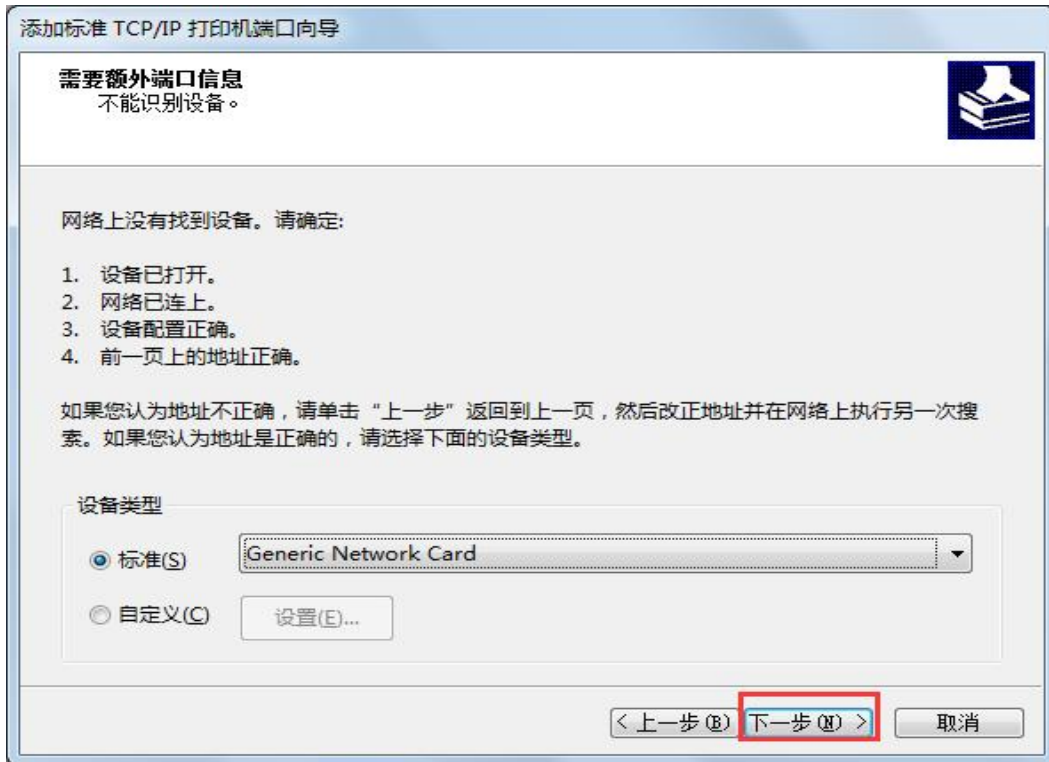 添加标准 TCP/IP 打印机端口向导
需要额外端口信息
不能识别设备。
网络上没有找到设备。请确定:
1. 设备已打开。
2. 网络已连上。
3. 设备配置正确。
4. 前一页上的地址正确。
如果您认为地址不正确，请单击“上一步”返回到上一页，然后改正地址并在网络上执行另一次搜
索。如果您认为地址是正确的，请选择下面的设备类型。
设备类型
标准(S) Generic Network Card
自定义(C) 设置(E)...
< 上一步(B) 下一步(N) > 取消